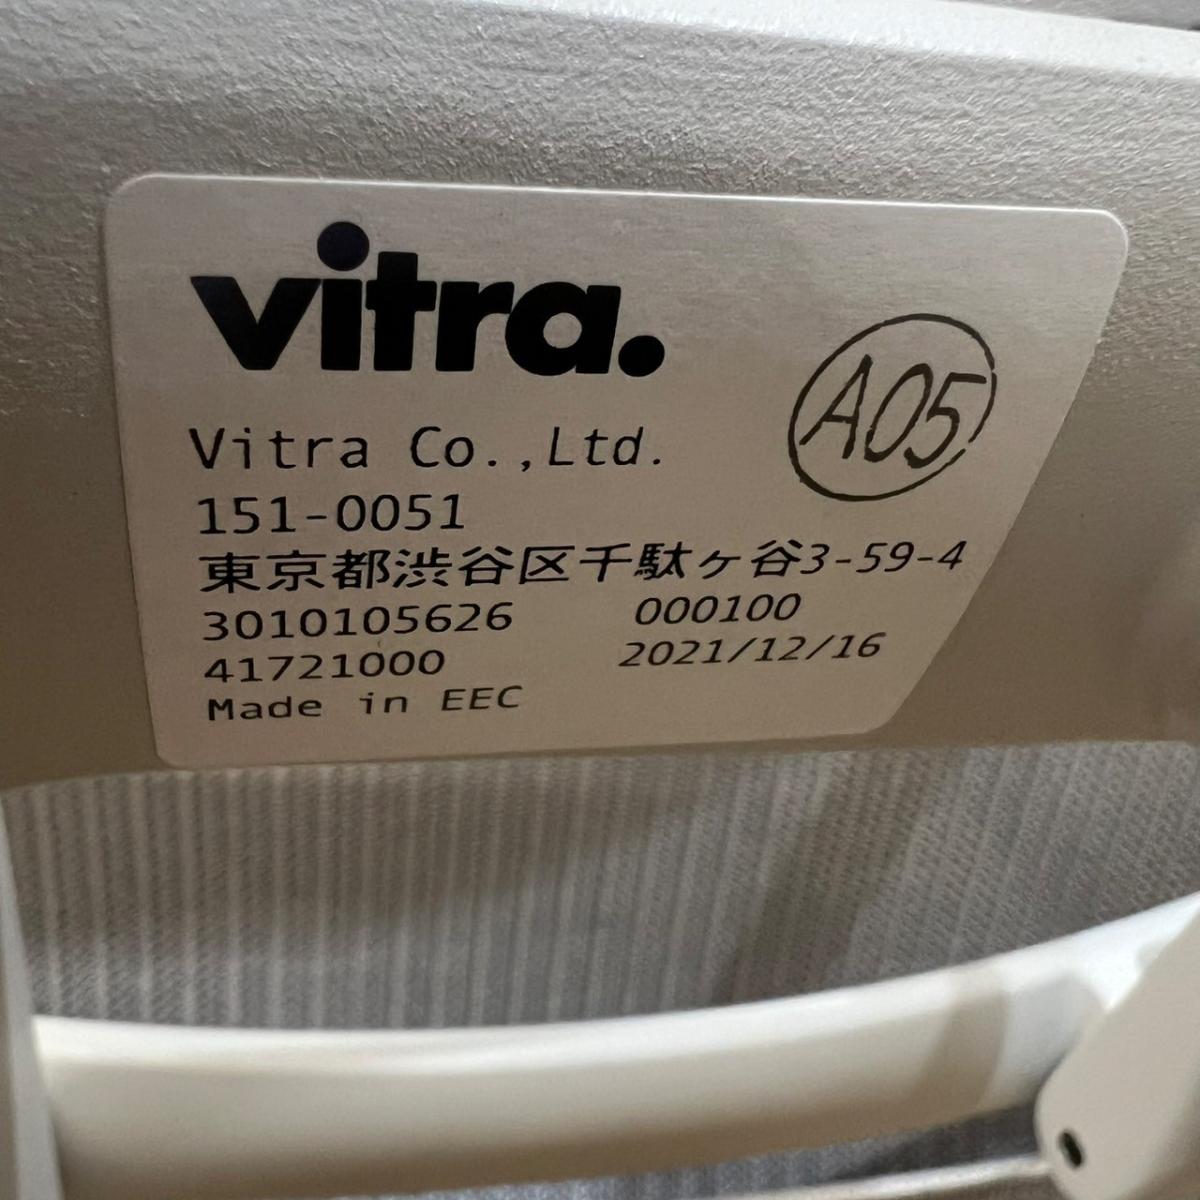 vitra.
A05
Vitra Co.,Ltd.
151-0051
東京都渋谷区千駄ヶ谷3-59-4
3010105626 000100
41721000 2021/12/16
Made in EEC